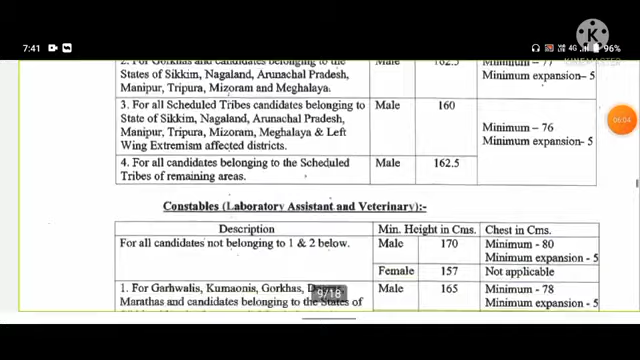 7:41
4G
96%
KINEMASTER
06:04
2. For Gorkhas and candidates belonging to the Male 162.5 Minimum – 77
States of Sikkim, Nagaland, Arunachal Pradesh, Minimum expansion– 5
Manipur, Tripura, Mizoram and Meghalaya.
3. For all Scheduled Tribes candidates belonging to Male 160
State of Sikkim, Nagaland, Arunachal Pradesh,
Manipur, Tripura, Mizoram, Meghalaya & Left Minimum – 76
Wing Extremism affected districts. Minimum expansion– 5
4. For all candidates belonging to the Scheduled Male 162.5
Tribes of remaining areas.
Constables (Laboratory Assistant and Veterinary):-
Description Min. Height in Cms. Chest in Cms.
For all candidates not belonging to 1 & 2 below. Male 170 Minimum - 80
Minimum expansion - 5
Female 157 Not applicable
1. For Garhwalis, Kumaonis, Gorkhas, Male 165 Minimum - 78
9/18
Marathas and candidates belonging to the States of Minimum expansion - 5